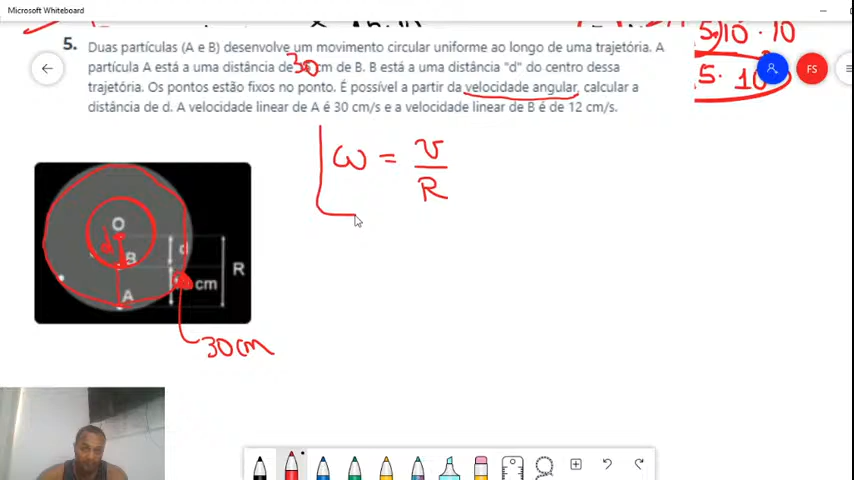 Microsoft Whiteboard
5) 10 · 10
5 · 10
FS
5. Duas partículas (A e B) desenvolve um movimento circular uniforme ao longo de uma trajetória. A
partícula A está a uma distância de 30 cm de B. B está a uma distância "d" do centro dessa
trajetória. Os pontos estão fixos no ponto. É possível a partir da velocidade angular, calcular a
distância de d. A velocidade linear de A é 30 cm/s e a velocidade linear de B é de 12 cm/s.
ω = v
R
O
d B d
R
cm
A
30cm